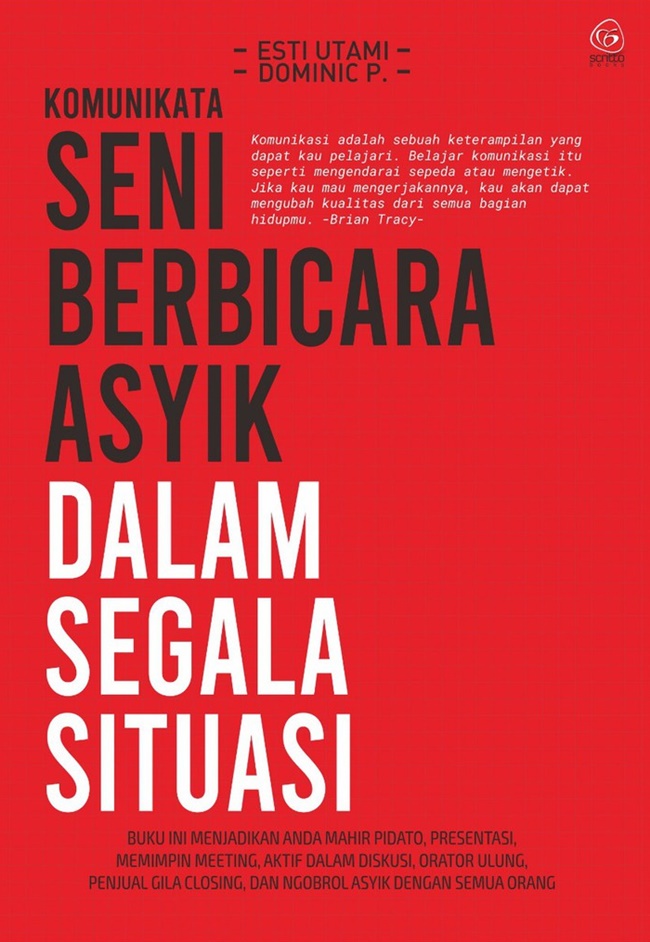 – ESTI UTAMI –
– DOMINIC P. –
scritto
books
KOMUNIKATA
SENI
BERBICARA
ASYIK
DALAM
SEGALA
SITUASI
Komunikasi adalah sebuah keterampilan yang
dapat kau pelajari. Belajar komunikasi itu
seperti mengendarai sepeda atau mengetik.
Jika kau mau mengerjakannya, kau akan dapat
mengubah kualitas dari semua bagian
hidupmu. -Brian Tracy-
BUKU INI MENJADIKAN ANDA MAHIR PIDATO, PRESENTASI,
MEMIMPIN MEETING, AKTIF DALAM DISKUSI, ORATOR ULUNG,
PENJUAL GILA CLOSING, DAN NGOBROL ASYIK DENGAN SEMUA ORANG